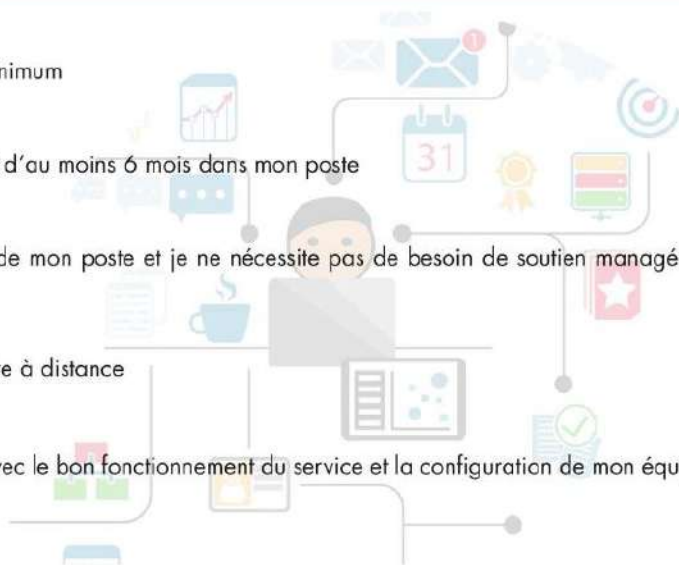 nimum
d'au moins 6 mois dans mon poste
31
1
de mon poste et je ne nécessite pas de besoin de soutien managé
e à distance
vec le bon fonctionnement du service et la configuration de mon équ